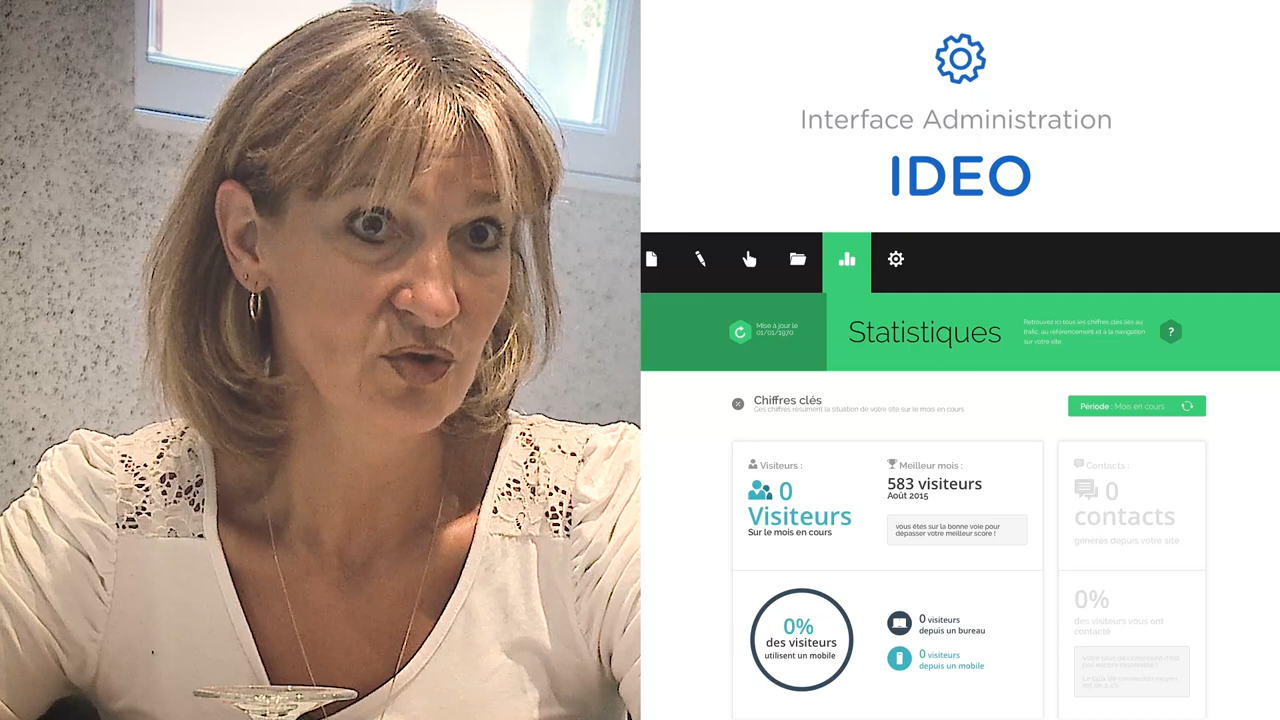 Interface Administration
IDEO
Mise à jour le
01/01/1970
Statistiques
Retrouvez ici tous les chiffres clés liés au
trafic, au référencement et à la navigation
sur votre site
?
Chiffres clés
Ces chiffres résument la situation de votre site sur le mois en cours
Période : Mois en cours
Visiteurs :
0
Visiteurs
Sur le mois en cours
Meilleur mois :
583 visiteurs
Août 2015
vous êtes sur la bonne voie pour
dépasser votre meilleur score !
Contacts :
0
contacts
générés depuis votre site
0%
des visiteurs
utilisent un mobile
0 visiteurs
depuis un bureau
0 visiteurs
depuis un mobile
0%
des visiteurs vous ont
contacté